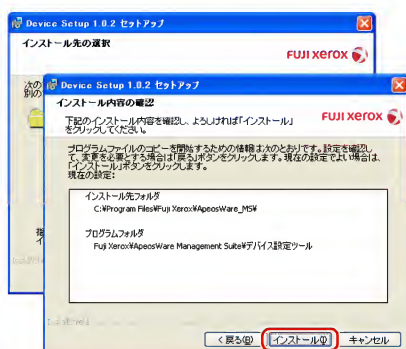 Device Setup 1.0.2 セットアップ
インストール先の選択
FUJI XEROX
次の
別の
Device Setup 1.0.2 セットアップ
インストール内容の確認
下記のインストール内容を確認し、よろしければ「インストール」
をクリックしてください。
FUJI XEROX
プログラムファイルのコピーを開始するための情報は次のとおりです。設定を確認し
て、変更を必要とする場合は「戻る」ボタンをクリックします。現在の設定でよい場合は、
「インストール」ボタンをクリックします。
現在の設定:
インストール先フォルダ
C:¥Program Files¥Fuji Xerox¥ApeosWare_MS¥
プログラムフォルダ
Fuji Xerox¥ApeosWare Management Suite¥デバイス設定ツール
指
イ
InstallShield
< 戻る(B)
インストール(I)
キャンセル